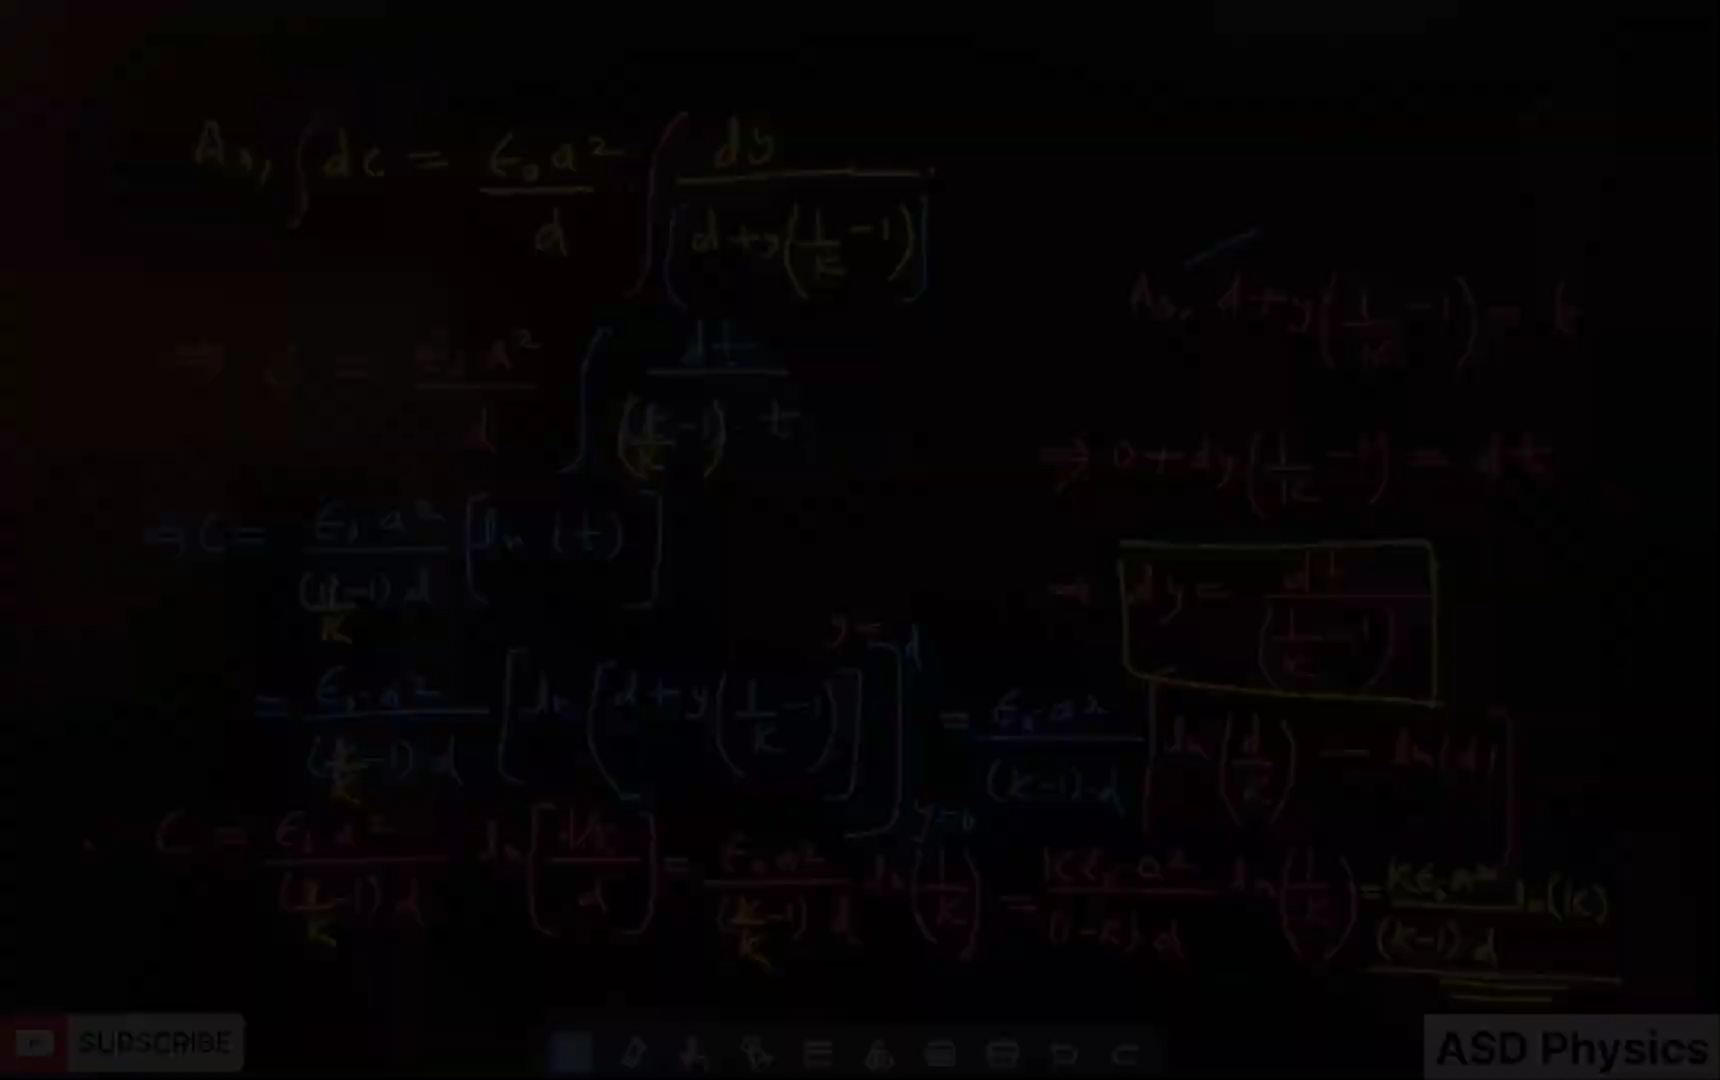 As, ∫ dc = ε₀a²/d ∫ dy/[d+y(1/K −1)]
As, d+y(1/K −1) = t
⇒ C = ε₀a²/d ∫ dt/((1/K −1) · t)
⇒ 0+dy(1/K −1) = dt
⇒ C = ε₀a²/((1/K −1)d) [ln (t)]
⇒ dy = dt/(1/K −1)
= ε₀a²/((1/K −1)·d) [ln (d+y(1/K −1))] y=d y=0 = ε₀a²/((K−1)·d) [ln(d/K) − ln(d)]
C = ε₀a²/((1/K −1)d) ln[d/K/d] = ε₀a²/((1/K −1) d) ln(1/K) = Kε₀a²/((1−K)·d) ln(1/K) = Kε₀a²/((K−1)·d) ln(K)
SUBSCRIBE
ASD Physics